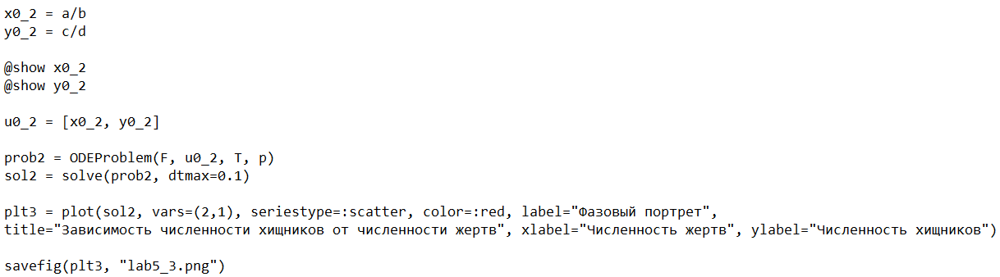 x0_2 = a/b
y0_2 = c/d
@show x0_2
@show y0_2
u0_2 = [x0_2, y0_2]
prob2 = ODEProblem(F, u0_2, T, p)
sol2 = solve(prob2, dtmax=0.1)
plt3 = plot(sol2, vars=(2,1), seriestype=:scatter, color=:red, label="Фазовый портрет",
title="Зависимость численности хищников от численности жертв", xlabel="Численность жертв", ylabel="Численность хищников")
savefig(plt3, "lab5_3.png")